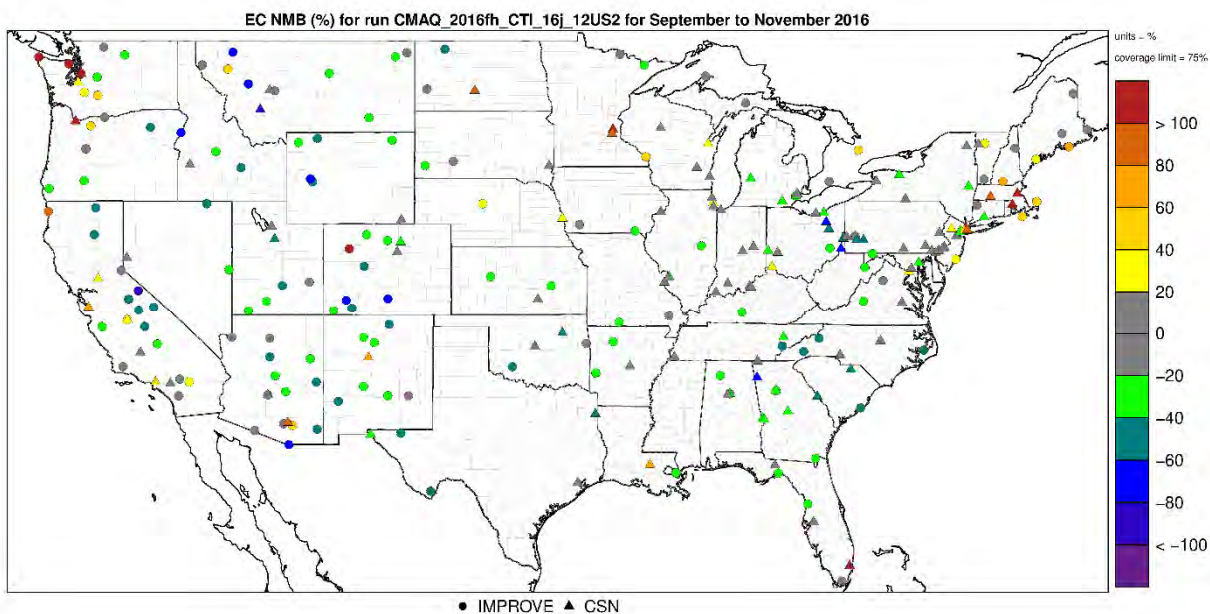 EC NMB (%) for run CMAQ_2016fh_CTI_16j_12US2 for September to November 2016
units = %
coverage limit = 75%
> 100
80
60
40
20
0
−20
−40
−60
−80
< −100
● IMPROVE ▲ CSN